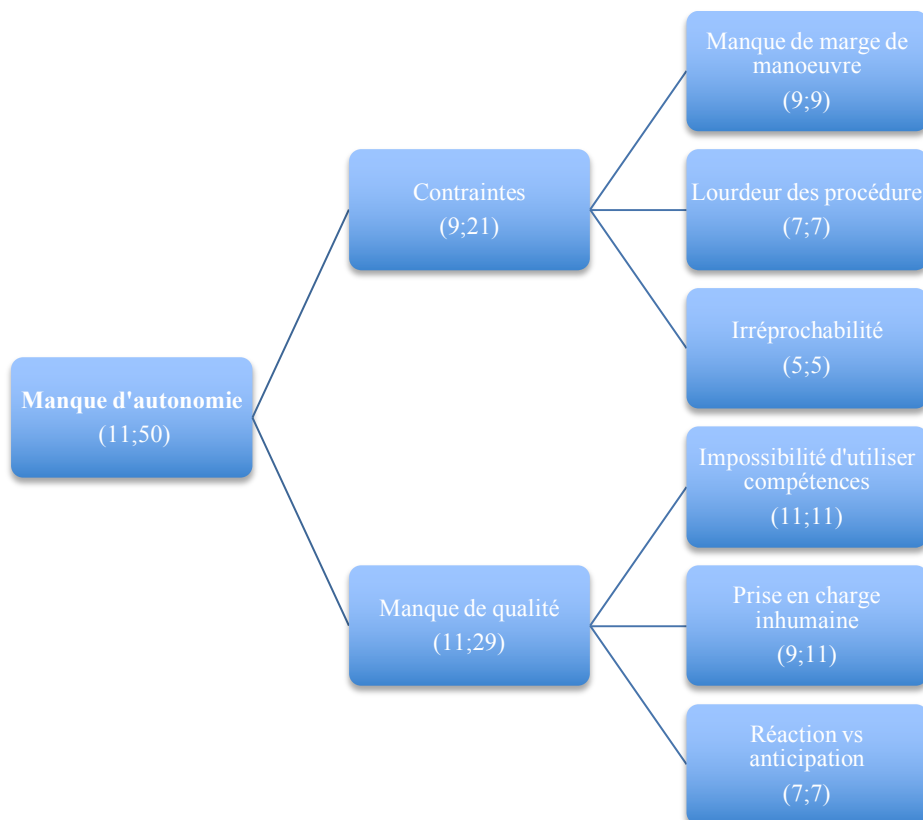 Manque de marge de
manoeuvre
(9;9)
Contraintes
(9;21)
Lourdeur des procédure
(7;7)
Irréprochabilité
(5;5)
Manque d'autonomie
(11;50)
Impossibilité d'utiliser
compétences
(11;11)
Manque de qualité
(11;29)
Prise en charge
inhumaine
(9;11)
Réaction vs
anticipation
(7;7)